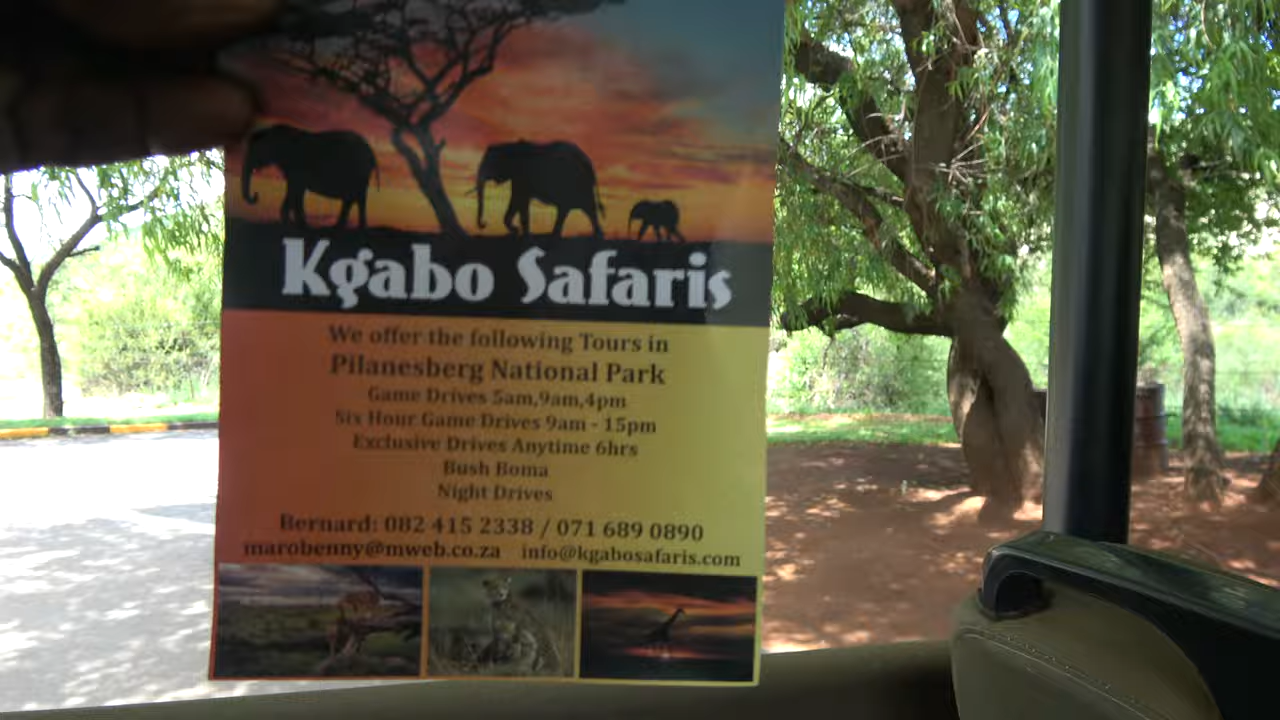 Kgabo Safaris
We offer the following Tours in
Pilanesberg National Park
Game Drives 5am,9am,4pm
Six Hour Game Drives 9am - 15pm
Exclusive Drives Anytime 6hrs
Bush Boma
Night Drives
Bernard: 082 415 2338 / 071 689 0890
marobenny@mweb.co.za info@kgabosafaris.com